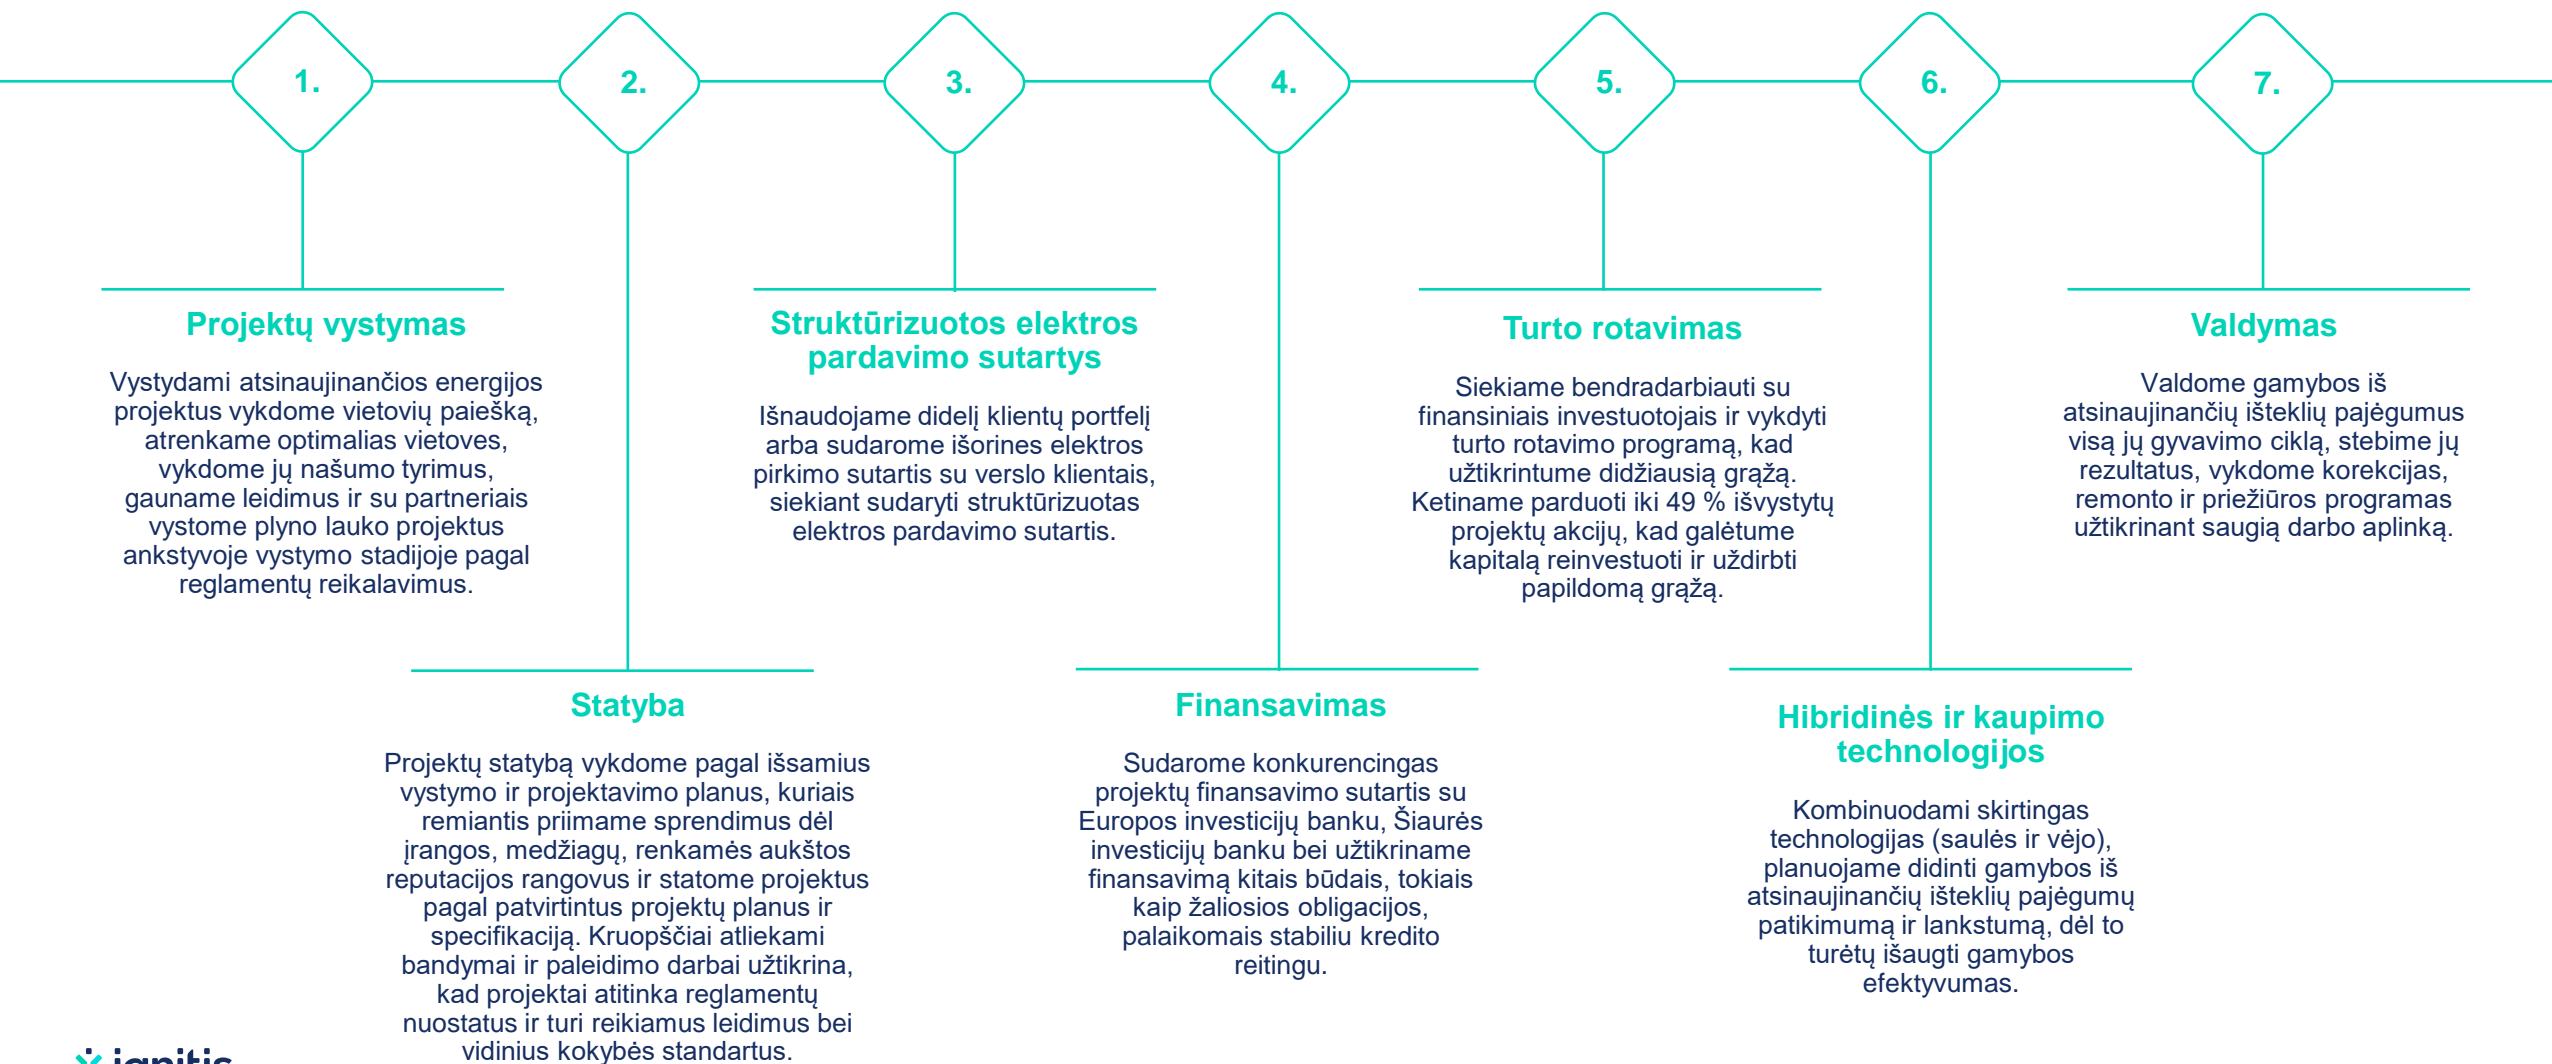 1.
2.
3.
4.
5.
6.
7.
Projektų vystymas
Vystydami atsinaujinančios energijos
projektus vykdome vietovių paiešką,
atrenkame optimalias vietoves,
vykdome jų našumo tyrimus,
gauname leidimus ir su partneriais
vystome plyno lauko projektus
ankstyvoje vystymo stadijoje pagal
reglamentų reikalavimus.
Statyba
Projektų statybą vykdome pagal išsamius
vystymo ir projektavimo planus, kuriais
remiantis priimame sprendimus dėl
įrangos, medžiagų, renkamės aukštos
reputacijos rangovus ir statome projektus
pagal patvirtintus projektų planus ir
specifikaciją. Kruopščiai atliekami
bandymai ir paleidimo darbai užtikrina,
kad projektai atitinka reglamentų
nuostatus ir turi reikiamus leidimus bei
vidinius kokybės standartus.
Struktūrizuotos elektros
pardavimo sutartys
Išnaudojame didelį klientų portfelį
arba sudarome išorines elektros
pirkimo sutartis su verslo klientais,
siekiant sudaryti struktūrizuotas
elektros pardavimo sutartis.
Finansavimas
Sudarome konkurencingas
projektų finansavimo sutartis su
Europos investicijų banku, Šiaurės
investicijų banku bei užtikriname
finansavimą kitais būdais, tokiais
kaip žaliosios obligacijos,
palaikomais stabiliu kredito
reitingu.
Turto rotavimas
Siekiame bendradarbiauti su
finansiniais investuotojais ir vykdyti
turto rotavimo programą, kad
užtikrintume didžiausią grąžą.
Ketiname parduoti iki 49 % išvystytų
projektų akcijų, kad galėtume
kapitalą reinvestuoti ir uždirbti
papildomą grąžą.
Hibridinės ir kaupimo
technologijos
Kombinuodami skirtingas
technologijas (saulės ir vėjo),
planuojame didinti gamybos iš
atsinaujinančių išteklių pajėgumų
patikimumą ir lankstumą, dėl to
turėtų išaugti gamybos
efektyvumas.
Valdymas
Valdome gamybos iš
atsinaujinančių išteklių pajėgumus
visą jų gyvavimo ciklą, stebime jų
rezultatus, vykdome korekcijas,
remonto ir priežiūros programas
užtikrinant saugią darbo aplinką.
ignitis